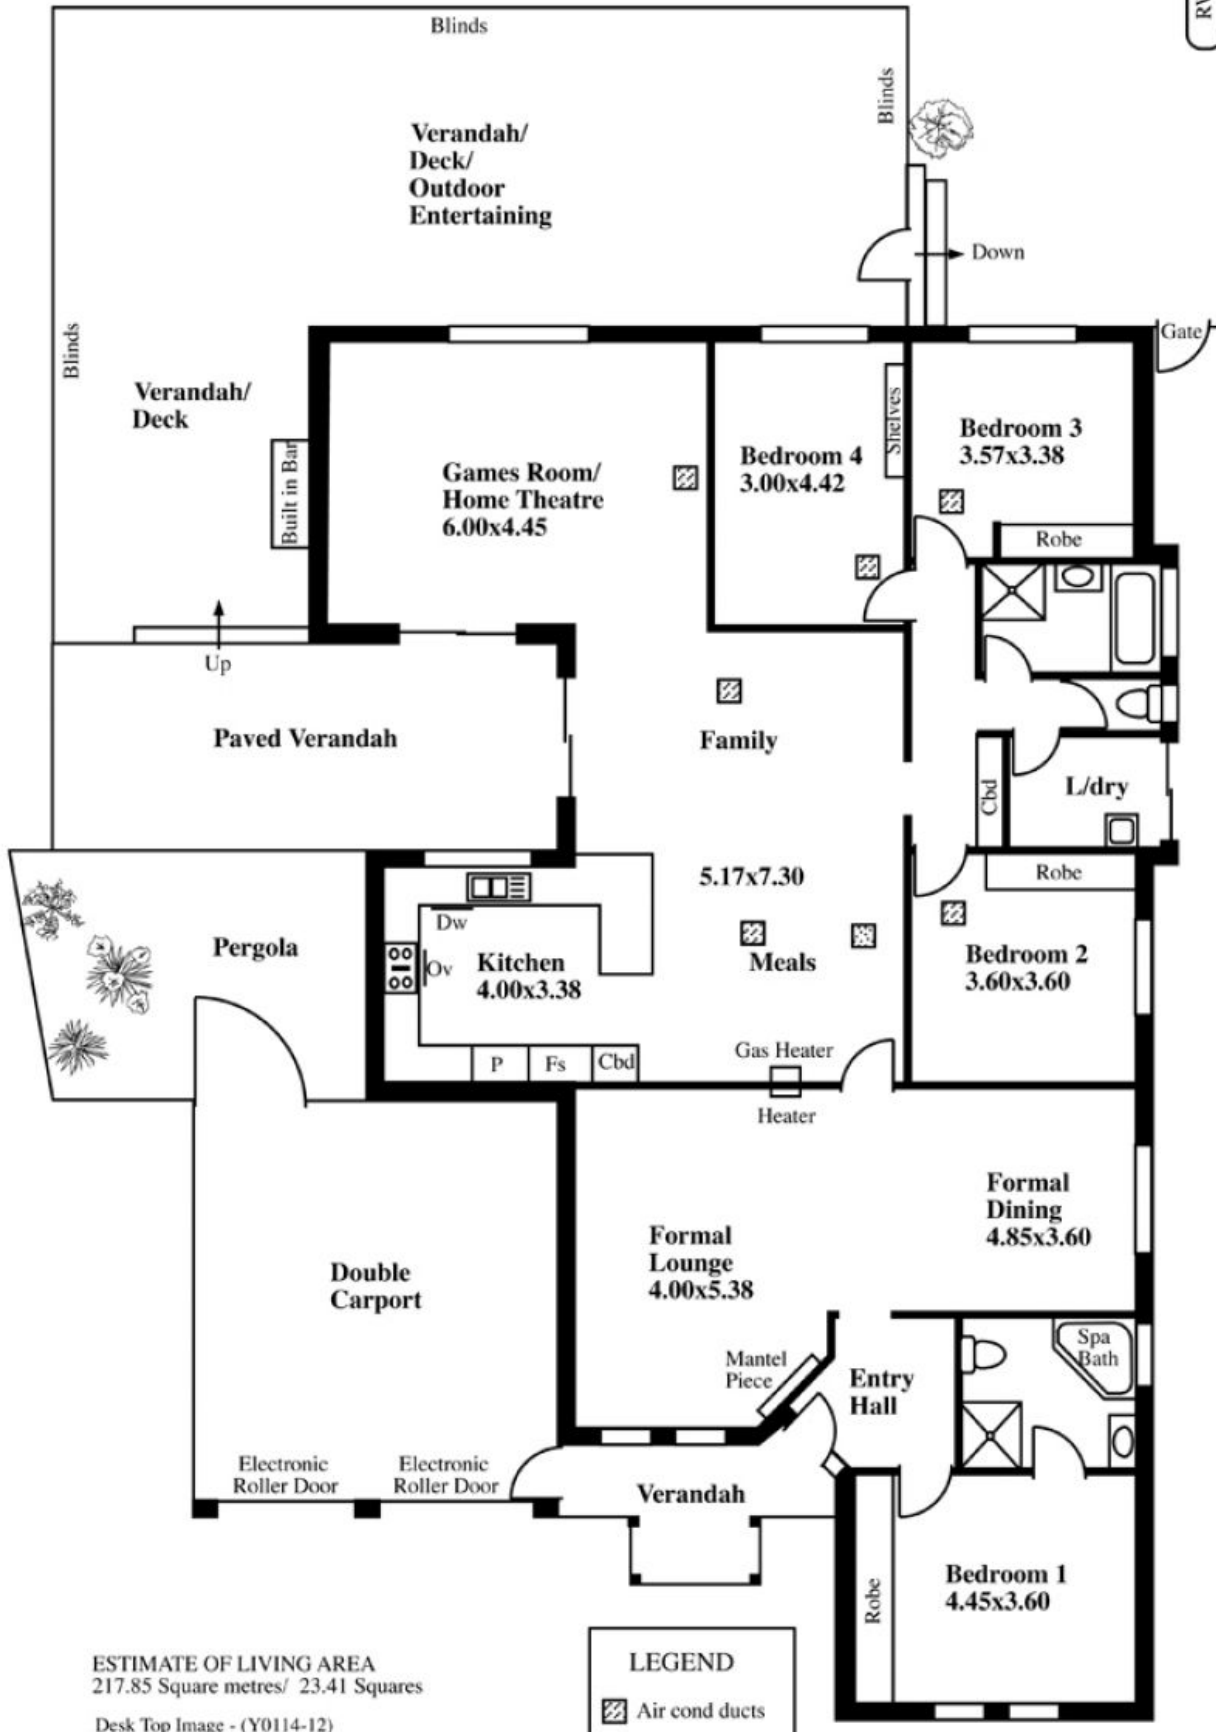 Blinds
RV
Blinds
Verandah/
Deck/
Outdoor
Entertaining
Down
Gate
Blinds
Verandah/
Deck
Built in Bar
Games Room/
Home Theatre
6.00x4.45
Bedroom 4
3.00x4.42
Shelves
Bedroom 3
3.57x3.38
Robe
Up
Paved Verandah
Family
Cbd
L/dry
5.17x7.30
Robe
Pergola
Dw
Ov
Kitchen
4.00x3.38
Meals
Bedroom 2
3.60x3.60
P
Fs
Cbd
Gas Heater
Heater
Formal
Dining
4.85x3.60
Formal
Lounge
4.00x5.38
Double
Carport
Mantel
Piece
Entry
Hall
Spa
Bath
Electronic
Roller Door
Electronic
Roller Door
Verandah
Robe
Bedroom 1
4.45x3.60
ESTIMATE OF LIVING AREA
217.85 Square metres/ 23.41 Squares
Desk Top Image - (Y0114-12)
LEGEND
Air cond ducts